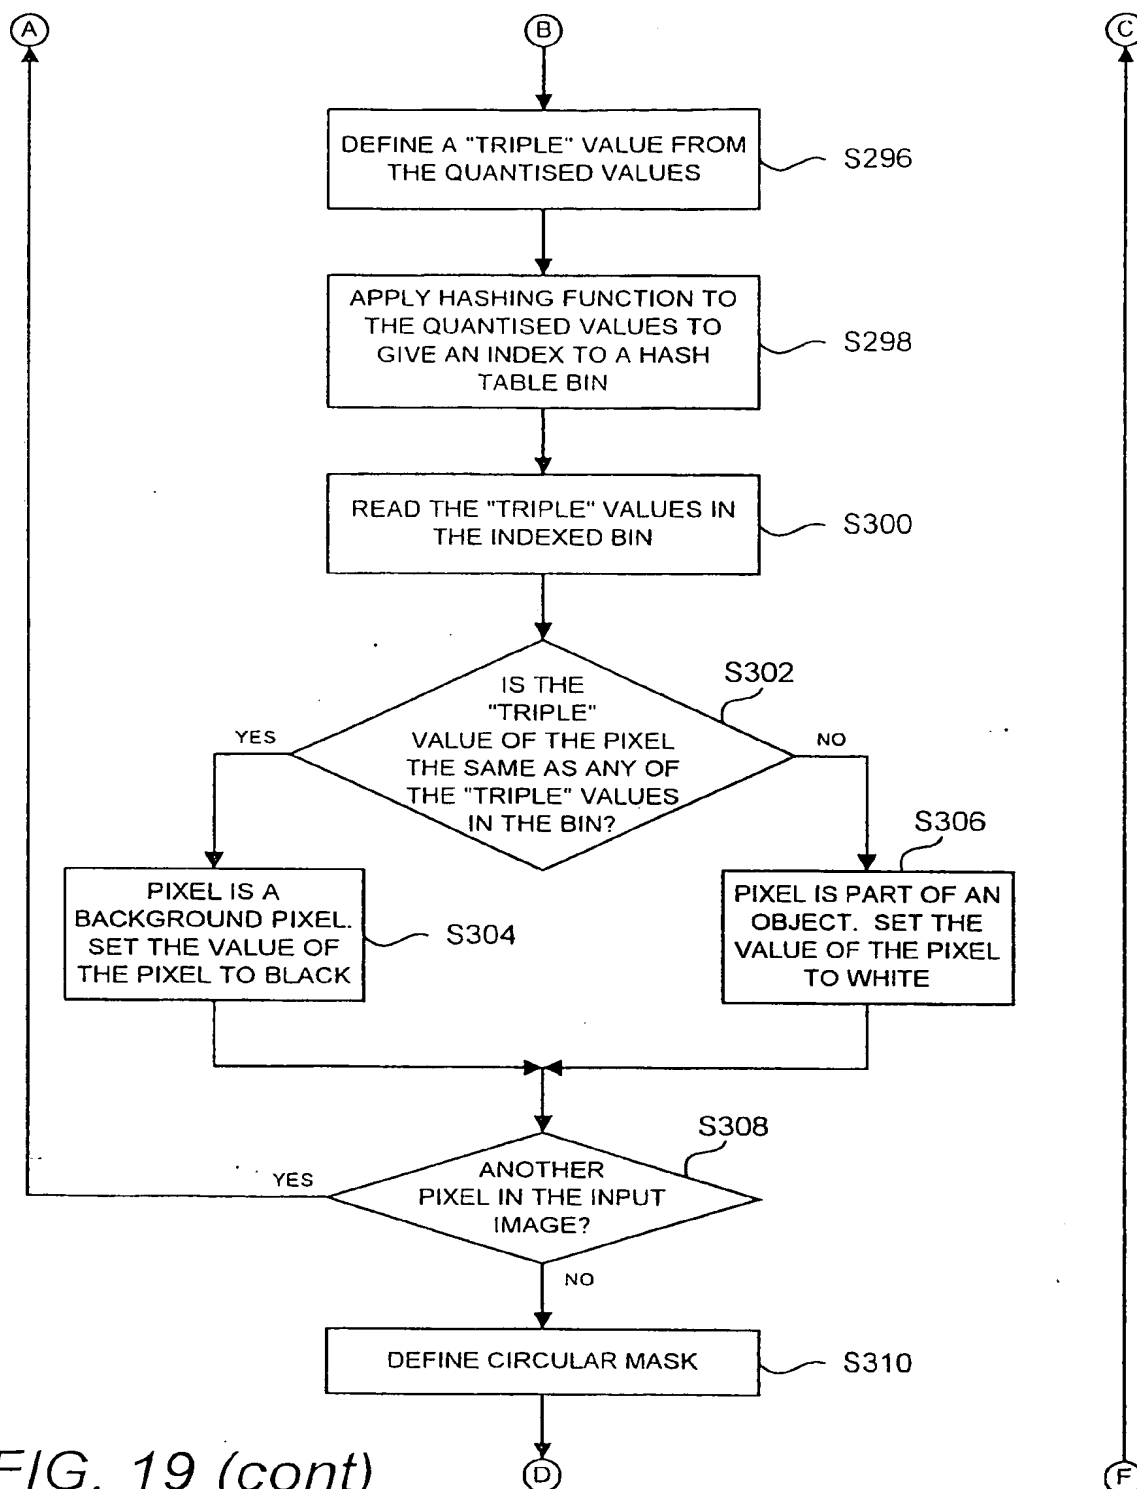 A
B
C
DEFINE A "TRIPLE" VALUE FROM
THE QUANTISED VALUES
S296
APPLY HASHING FUNCTION TO
THE QUANTISED VALUES TO
GIVE AN INDEX TO A HASH
TABLE BIN
S298
READ THE "TRIPLE" VALUES IN
THE INDEXED BIN
S300
S302
IS THE
"TRIPLE"
VALUE OF THE PIXEL
THE SAME AS ANY OF
THE "TRIPLE" VALUES
IN THE BIN?
YES
NO
PIXEL IS A
BACKGROUND PIXEL.
SET THE VALUE OF
THE PIXEL TO BLACK
S304
S306
PIXEL IS PART OF AN
OBJECT. SET THE
VALUE OF THE PIXEL
TO WHITE
S308
ANOTHER
PIXEL IN THE INPUT
IMAGE?
YES
NO
DEFINE CIRCULAR MASK
S310
FIG. 19 (cont)
D
F